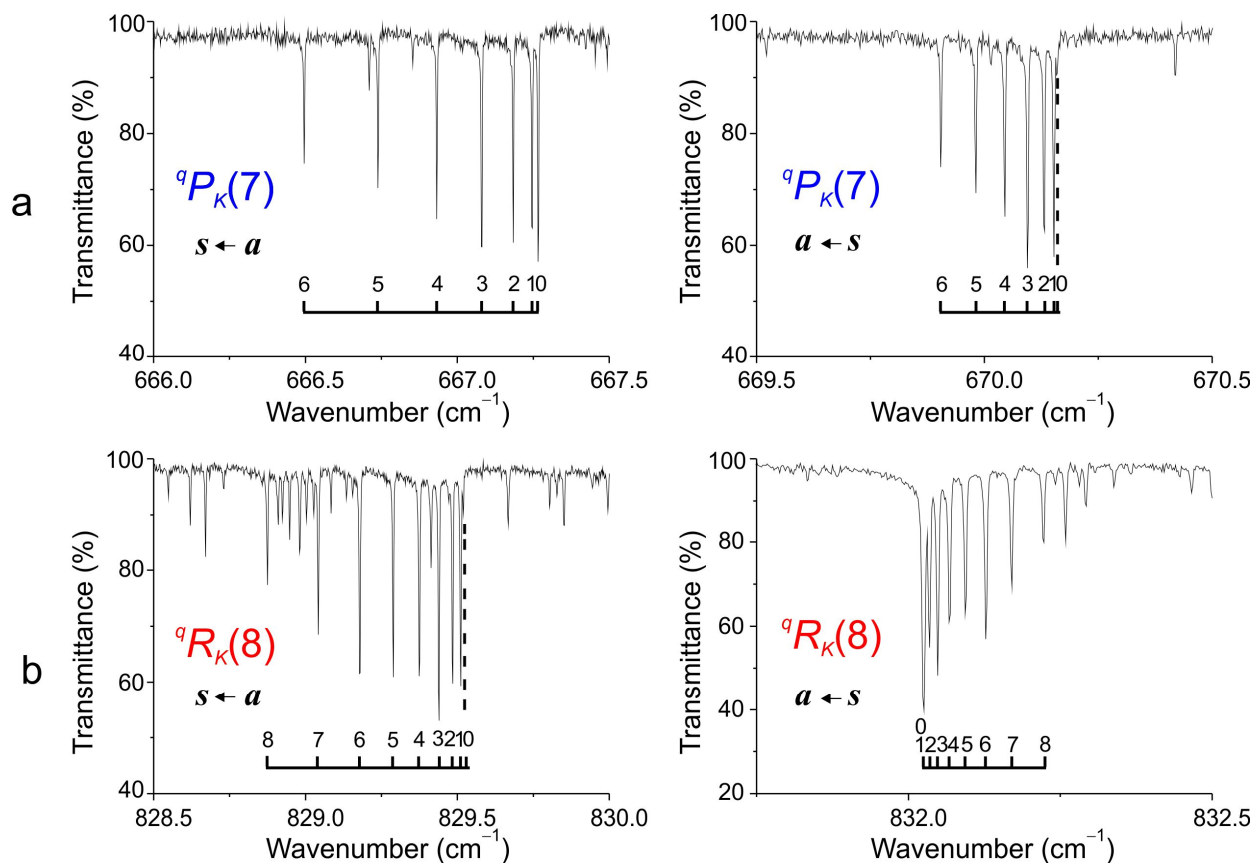 a
Transmittance (%)
100
80
60
40
qPK(7)
s ← a
6 5 4 3 2 10
666.0 666.5 667.0 667.5
Wavenumber (cm−1)
Transmittance (%)
100
80
60
40
qPK(7)
a ← s
6 5 4 3 210
669.5 670.0 670.5
Wavenumber (cm−1)
b
Transmittance (%)
100
80
60
40
qRK(8)
s ← a
8 7 6 5 4 3210
828.5 829.0 829.5 830.0
Wavenumber (cm−1)
Transmittance (%)
100
80
60
40
20
qRK(8)
a ← s
0
12345 6 7 8
832.0 832.5
Wavenumber (cm−1)